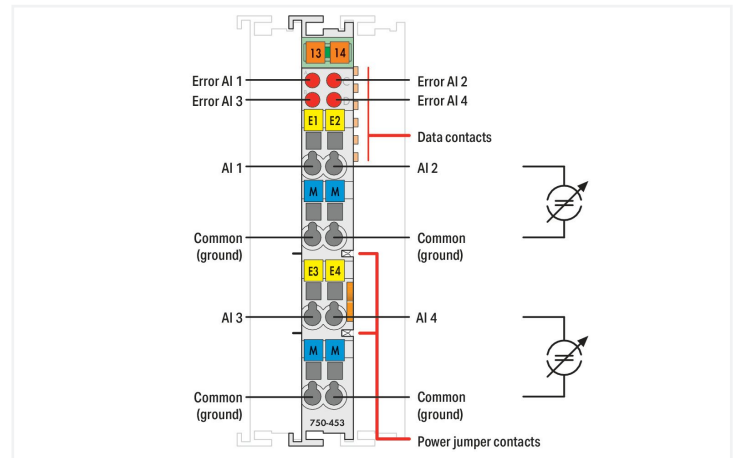 13 14
Error AI 1
Error AI 2
Error AI 3
Error AI 4
E1 E2
Data contacts
AI 1
AI 2
M M
Common
(ground)
Common
(ground)
E3 E4
AI 3
AI 4
M M
Common
(ground)
Common
(ground)
750-453
Power jumper contacts